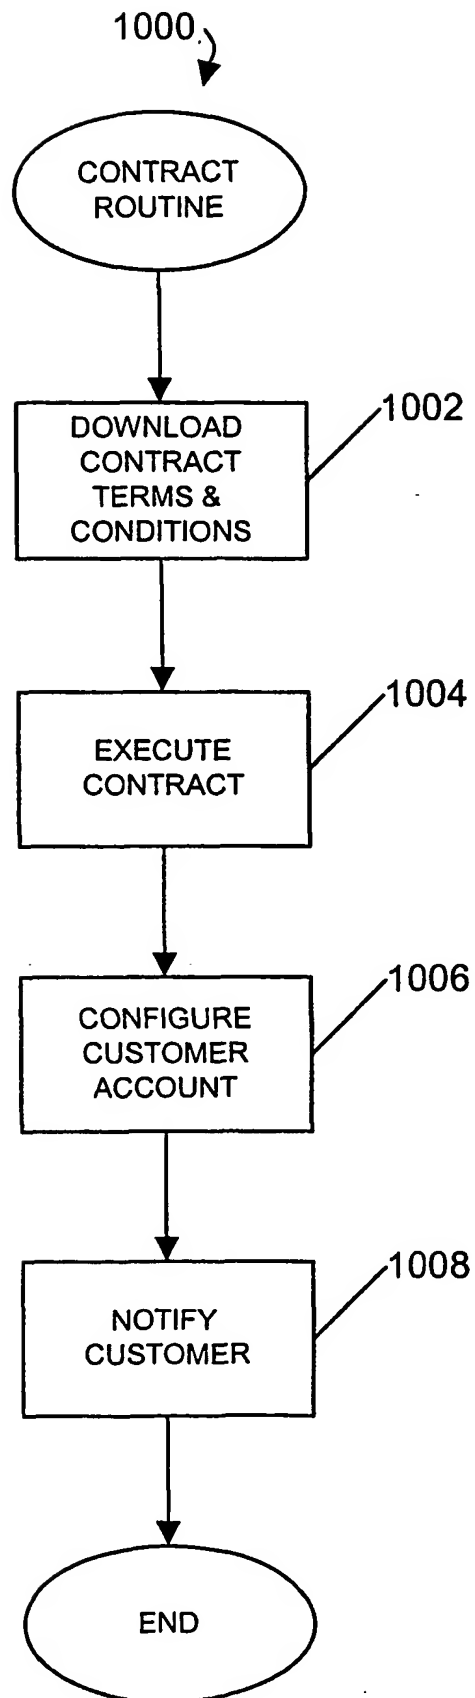 1000
CONTRACT
ROUTINE
1002
DOWNLOAD
CONTRACT
TERMS &
CONDITIONS
1004
EXECUTE
CONTRACT
1006
CONFIGURE
CUSTOMER
ACCOUNT
1008
NOTIFY
CUSTOMER
END